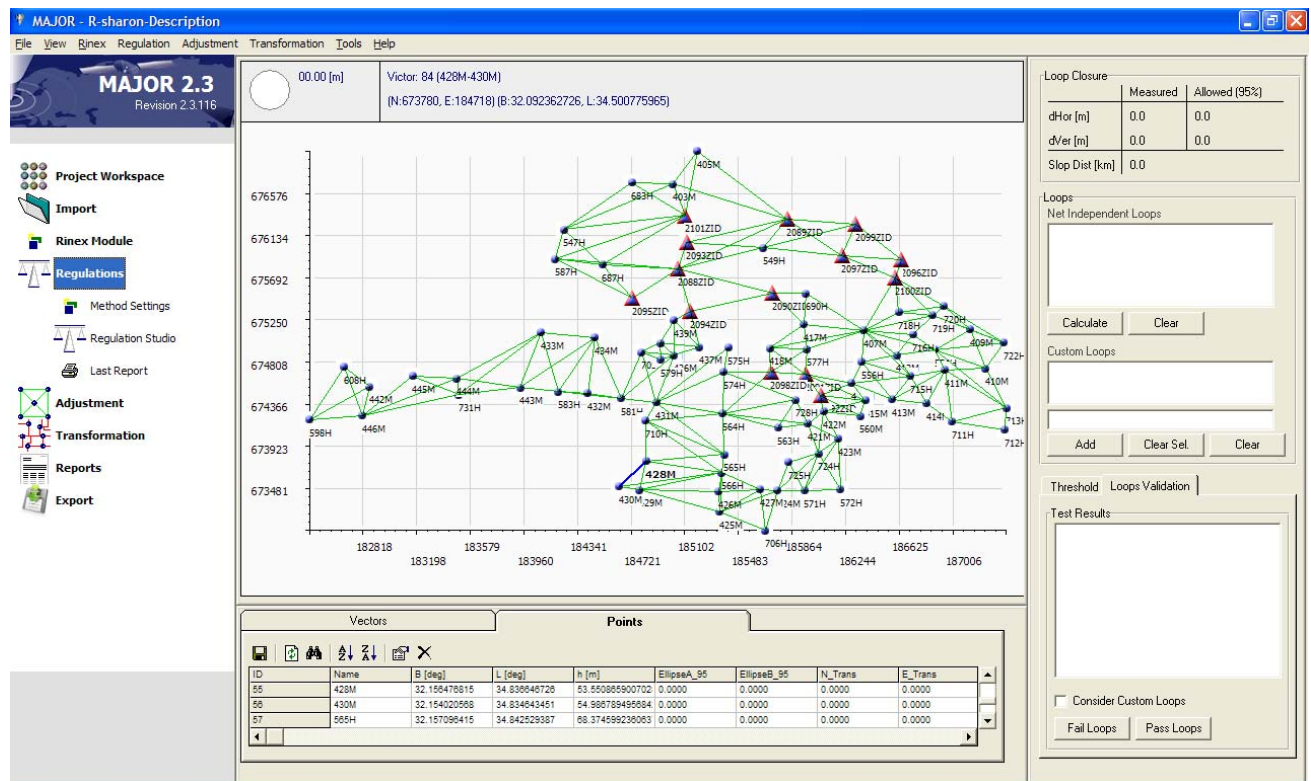 MAJOR - R-sharon-Description
File View Rinex Regulation Adjustment Transformation Tools Help
MAJOR 2.3
Revision 2.3.116
Project Workspace
Import
Rinex Module
Regulations
Method Settings
Regulation Studio
Last Report
Adjustment
Transformation
Reports
Export
00.00 [m]
Victor: 84 (428M-430M)
(N:673780, E:184718) (B:32.092362726, L:34.500775965)
676576
676134
675692
675250
674808
674366
673923
673481
405M
683H
403M
2101ZID
2089ZID
2099ZID
547H
2093ZID
549H
587H
687H
2088ZID
2097ZID
2096ZID
2100ZID
2095ZID
2094ZID
2090ZID
690H
439M
718H
719H
720H
433M
434M
437M
575H
417M
407M
409M
722H
418M
577H
716H
579H
608H
445M
574H
2098ZID
556H
715H
411M
410M
442M
731H
443M
583H
432M
581H
431M
728H
413M
598H
446M
710H
564H
563H
421M
422M
560M
711H
712H
423M
565H
724H
428M
725H
566H
430M
426M
427M
571H
572H
425M
706H
182818 183579 184341 185102 185864 186625
183198 183960 184721 185483 186244 187006
Vectors Points
ID Name B [deg] L [deg] h [m] EllipseA_95 EllipseB_95 N_Trans E_Trans
55 428M 32.156476815 34.836646726 53.550865900702 0.0000 0.0000 0.0000 0.0000
56 430M 32.154020568 34.834643451 54.986789495684 0.0000 0.0000 0.0000 0.0000
57 565H 32.157096415 34.842529387 68.374599236063 0.0000 0.0000 0.0000 0.0000
Loop Closure
Measured Allowed (95%)
dHor [m] 0.0 0.0
dVer [m] 0.0 0.0
Slop Dist [km] 0.0
Loops
Net Independent Loops
Calculate Clear
Custom Loops
Add Clear Sel. Clear
Threshold Loops Validation
Test Results
Consider Custom Loops
Fail Loops Pass Loops